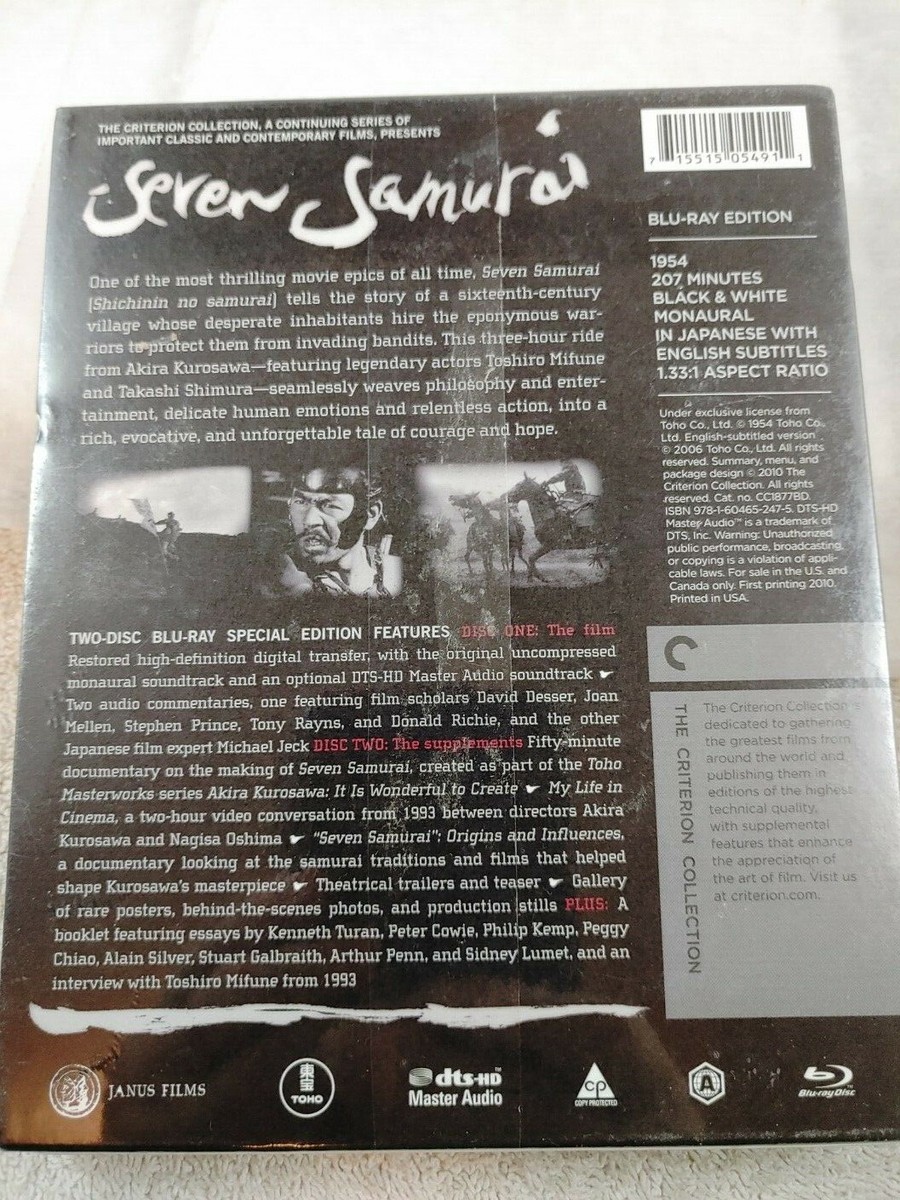 THE CRITERION COLLECTION, A CONTINUING SERIES OF
IMPORTANT CLASSIC AND CONTEMPORARY FILMS, PRESENTS
Seven Samurai
One of the most thrilling movie epics of all time, Seven Samurai
(Shichinin no samurai) tells the story of a sixteenth-century
village whose desperate inhabitants hire the eponymous war-
riors to protect them from invading bandits. This three-hour ride
from Akira Kurosawa—featuring legendary actors Toshiro Mifune
and Takashi Shimura—seamlessly weaves philosophy and enter-
tainment, delicate human emotions and relentless action, into a
rich, evocative, and unforgettable tale of courage and hope.
TWO-DISC BLU-RAY SPECIAL EDITION FEATURES DISC ONE: The film
Restored high-definition digital transfer, with the original uncompressed
monaural soundtrack and an optional DTS-HD Master Audio soundtrack
Two audio commentaries, one featuring film scholars David Desser, Joan
Mellen, Stephen Prince, Tony Rayns, and Donald Richie, and the other
Japanese film expert Michael Jeck DISC TWO: The supplements Fifty-minute
documentary on the making of Seven Samurai, created as part of the Toho
Masterworks series Akira Kurosawa: It Is Wonderful to Create My Life in
Cinema, a two-hour video conversation from 1993 between directors Akira
Kurosawa and Nagisa Oshima "Seven Samurai": Origins and Influences,
a documentary looking at the samurai traditions and films that helped
shape Kurosawa's masterpiece Theatrical trailers and teaser Gallery
of rare posters, behind-the-scenes photos, and production stills PLUS: A
booklet featuring essays by Kenneth Turan, Peter Cowie, Philip Kemp, Peggy
Chiao, Alain Silver, Stuart Galbraith, Arthur Penn, and Sidney Lumet, and an
interview with Toshiro Mifune from 1993
7 15515 05491 1
BLU-RAY EDITION
1954
207 MINUTES
BLACK & WHITE
MONAURAL
IN JAPANESE WITH
ENGLISH SUBTITLES
1.33:1 ASPECT RATIO
Under exclusive license from
Toho Co., Ltd. © 1954 Toho Co.,
Ltd. English-subtitled version
© 2006 Toho Co., Ltd. All rights
reserved. Summary, menu, and
package design © 2010 The
Criterion Collection. All rights
reserved. Cat. no. CC1877BD.
ISBN 978-1-60465-247-5. DTS-HD
Master Audio™ is a trademark of
DTS, Inc. Warning: Unauthorized
public performance, broadcasting,
or copying is a violation of appli-
cable laws. For sale in the U.S. and
Canada only. First printing 2010.
Printed in USA.
THE CRITERION COLLECTION
The Criterion Collection is
dedicated to gathering
the greatest films from
around the world and
publishing them in
editions of the highest
technical quality,
with supplemental
features that enhance
the appreciation of
the art of film. Visit us
at criterion.com.
JANUS FILMS
東宝
TOHO
dts-HD
Master Audio
CP
COPY PROTECTED
A
Blu-ray Disc